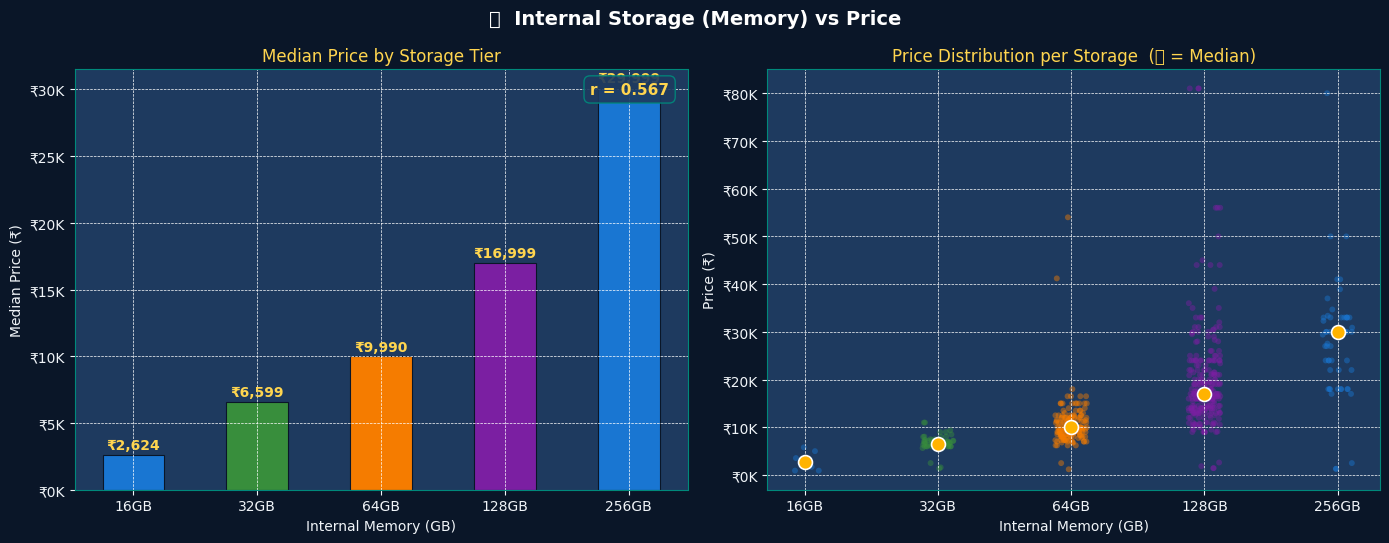 Internal Storage (Memory) vs Price
Median Price by Storage Tier
Median Price (₹)
₹30K
₹25K
₹20K
₹15K
₹10K
₹5K
₹0K
₹2,624
₹6,599
₹9,990
₹16,999
r = 0.567
16GB
32GB
64GB
128GB
256GB
Internal Memory (GB)
Price Distribution per Storage (▯ = Median)
Price (₹)
₹80K
₹70K
₹60K
₹50K
₹40K
₹30K
₹20K
₹10K
₹0K
16GB
32GB
64GB
128GB
256GB
Internal Memory (GB)